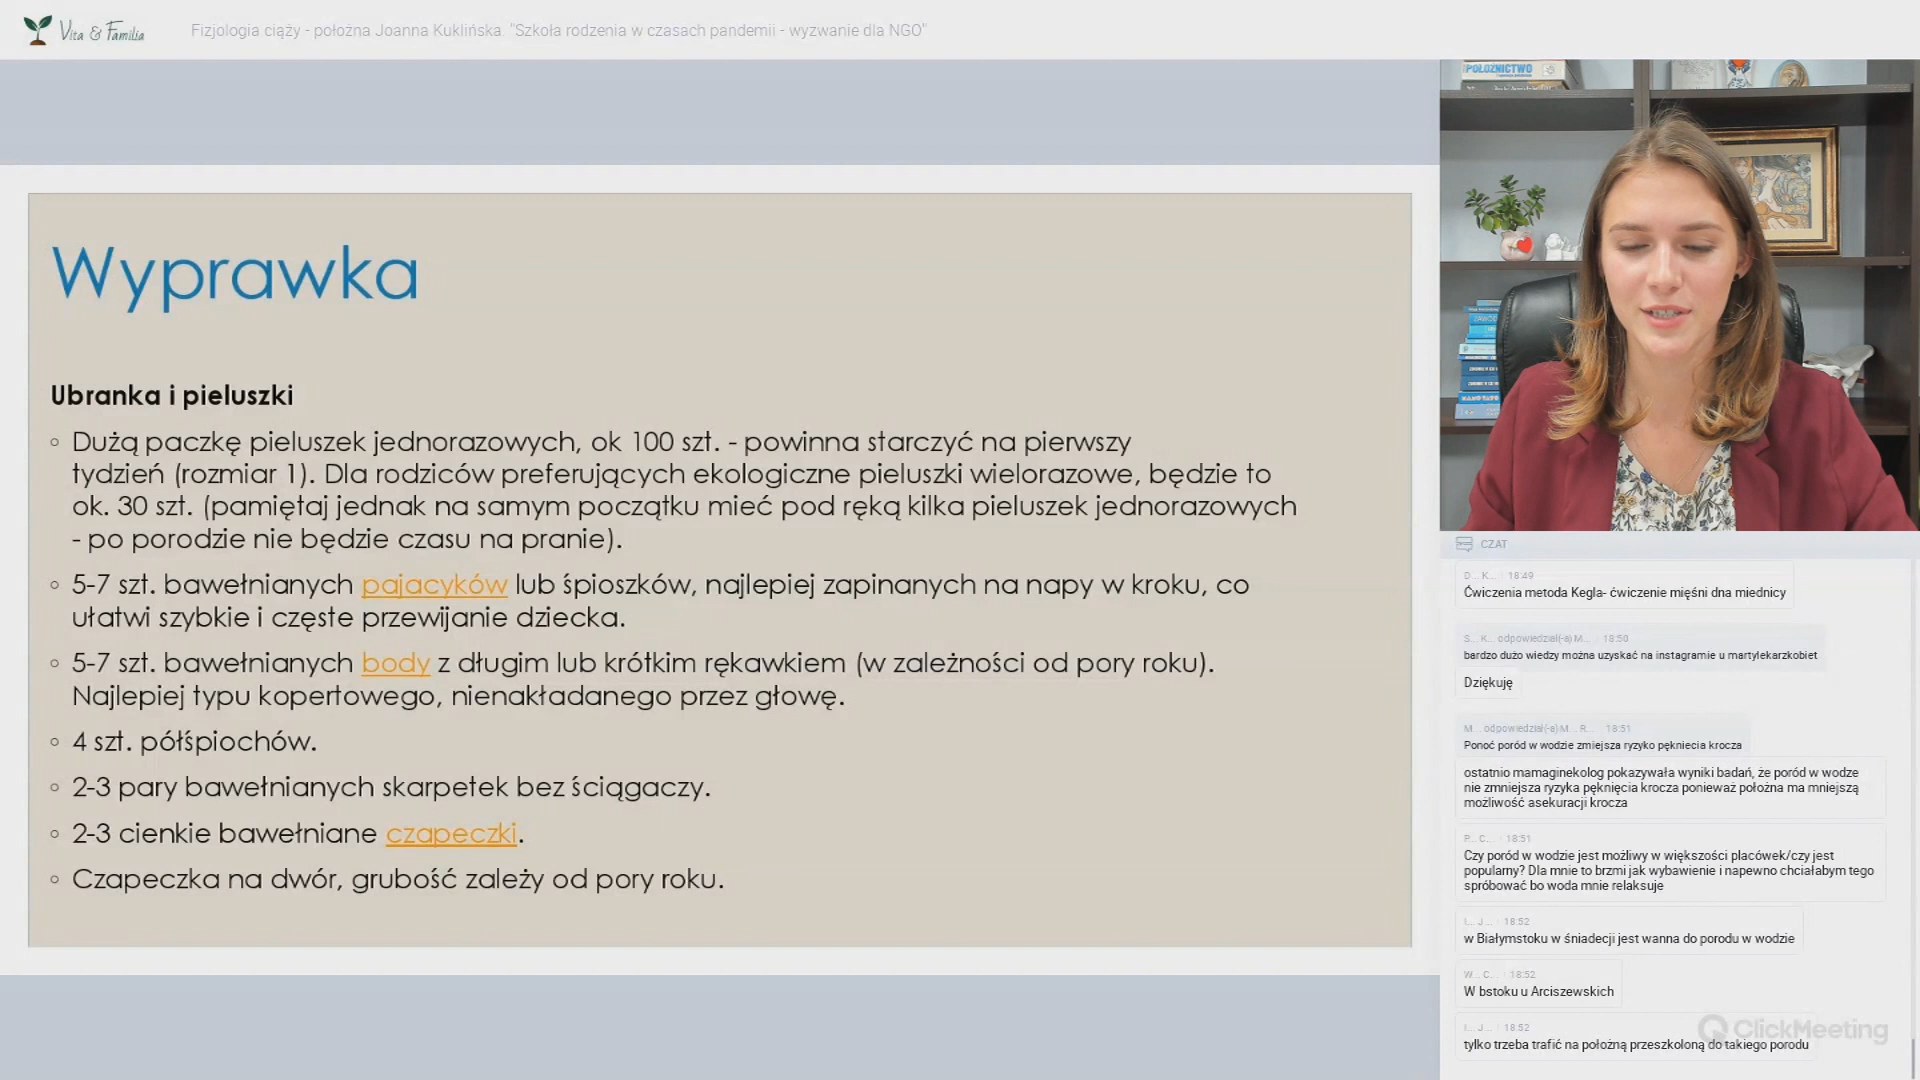 Vita & Familia
Fizjologia ciąży - położna Joanna Kuklińska. "Szkoła rodzenia w czasach pandemii - wyzwanie dla NGO"
Wyprawka
Ubranka i pieluszki
◦ Dużą paczkę pieluszek jednorazowych, ok 100 szt. - powinna starczyć na pierwszy
tydzień (rozmiar 1). Dla rodziców preferujących ekologiczne pieluszki wielorazowe, będzie to
ok. 30 szt. (pamiętaj jednak na samym początku mieć pod ręką kilka pieluszek jednorazowych
- po porodzie nie będzie czasu na pranie).
◦ 5-7 szt. bawełnianych pajacyków lub śpioszków, najlepiej zapinanych na napy w kroku, co
ułatwi szybkie i częste przewijanie dziecka.
◦ 5-7 szt. bawełnianych body z długim lub krótkim rękawkiem (w zależności od pory roku).
Najlepiej typu kopertowego, nienakładanego przez głowę.
◦ 4 szt. półśpiochów.
◦ 2-3 pary bawełnianych skarpetek bez ściągaczy.
◦ 2-3 cienkie bawełniane czapeczki.
◦ Czapeczka na dwór, grubość zależy od pory roku.
POŁOŻNICTWO
CZAT
D... K... 18:49
Ćwiczenia metoda Kegla- ćwiczenie mięśni dna miednicy
S... K... odpowiedział(-a) M... 18:50
bardzo dużo wiedzy można uzyskać na instagramie u martylekarzkobiet
Dziękuję
M... odpowiedział(-a) M... R... 18:51
Ponoć poród w wodzie zmiejsza ryzyko pękniecia krocza
ostatnio mamaginekolog pokazywała wyniki badań, że poród w wodze
nie zmniejsza ryzyka pęknięcia krocza ponieważ położna ma mniejszą
możliwość asekuracji krocza
P... C... 18:51
Czy poród w wodzie jest możliwy w większości placówek/czy jest
popularny? Dla mnie to brzmi jak wybawienie i napewno chciałabym tego
spróbować bo woda mnie relaksuje
I... J... 18:52
w Białymstoku w śniadecji jest wanna do porodu w wodzie
W... C... 18:52
W bstoku u Arciszewskich
I... J... 18:52
tylko trzeba trafić na położną przeszkoloną do takiego porodu
ClickMeeting